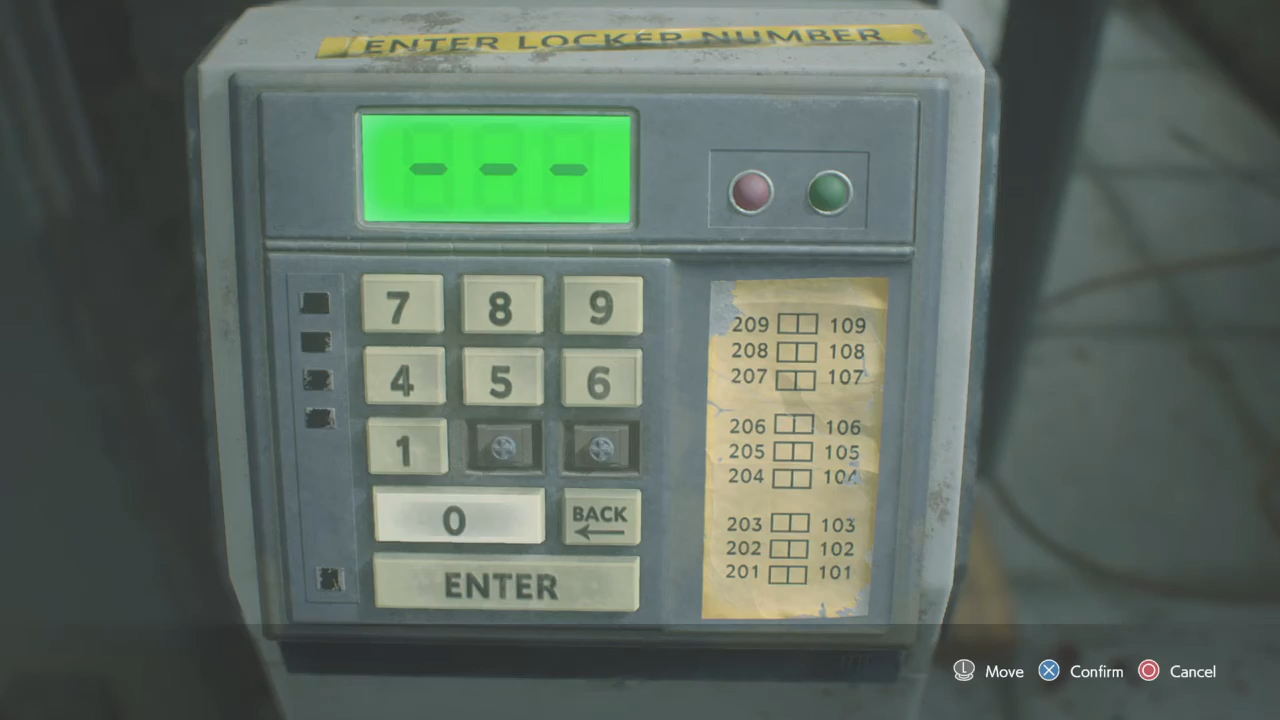 ENTER LOCKER NUMBER
7 8 9
4 5 6
1
0 BACK
ENTER
209 109
208 108
207 107
206 106
205 105
204 104
203 103
202 102
201 101
Move Confirm Cancel